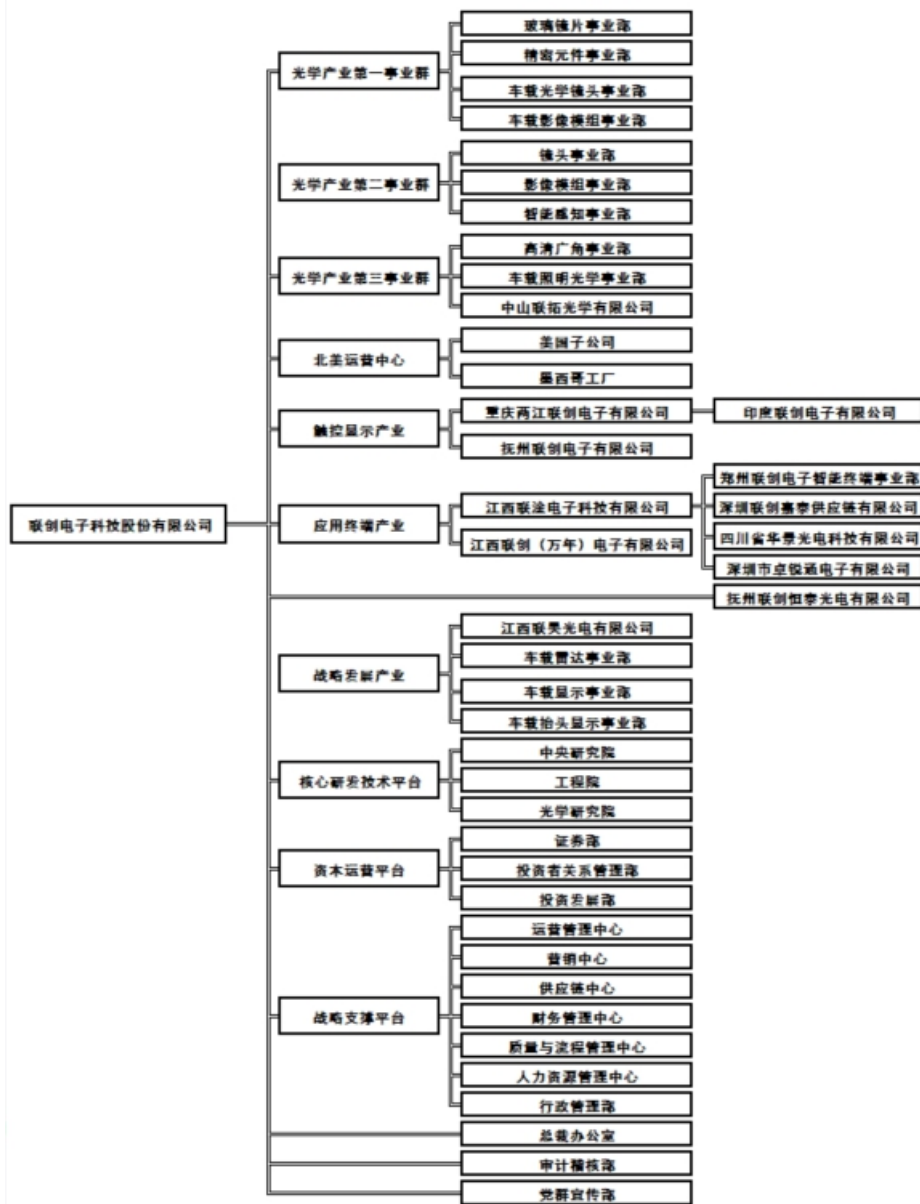 联创电子科技股份有限公司
光学产业第一事业群
玻璃镜片事业部
精密元件事业部
车载光学镜头事业部
车载影像模组事业部
光学产业第二事业群
镜头事业部
影像模组事业部
智能感知事业部
光学产业第三事业群
高清广角事业部
车载照明光学事业部
中山联拓光学有限公司
北美运营中心
美国子公司
墨西哥工厂
触控显示产业
重庆两江联创电子有限公司
印度联创电子有限公司
抚州联创电子有限公司
应用终端产业
江西联淦电子科技有限公司
郑州联创电子智能终端事业部
深圳联创嘉泰供应链有限公司
四川省华景光电科技有限公司
深圳市卓锐通电子有限公司
江西联创（万年）电子有限公司
抚州联创恒泰光电有限公司
战略发展产业
江西联昊光电有限公司
车载雷达事业部
车载显示事业部
车载抬头显示事业部
核心研发技术平台
中央研究院
工程院
光学研究院
资本运营平台
证券部
投资者关系管理部
投资发展部
战略支撑平台
运营管理中心
营销中心
供应链中心
财务管理中心
质量与流程管理中心
人力资源管理中心
行政管理部
总裁办公室
审计稽核部
党群宣传部